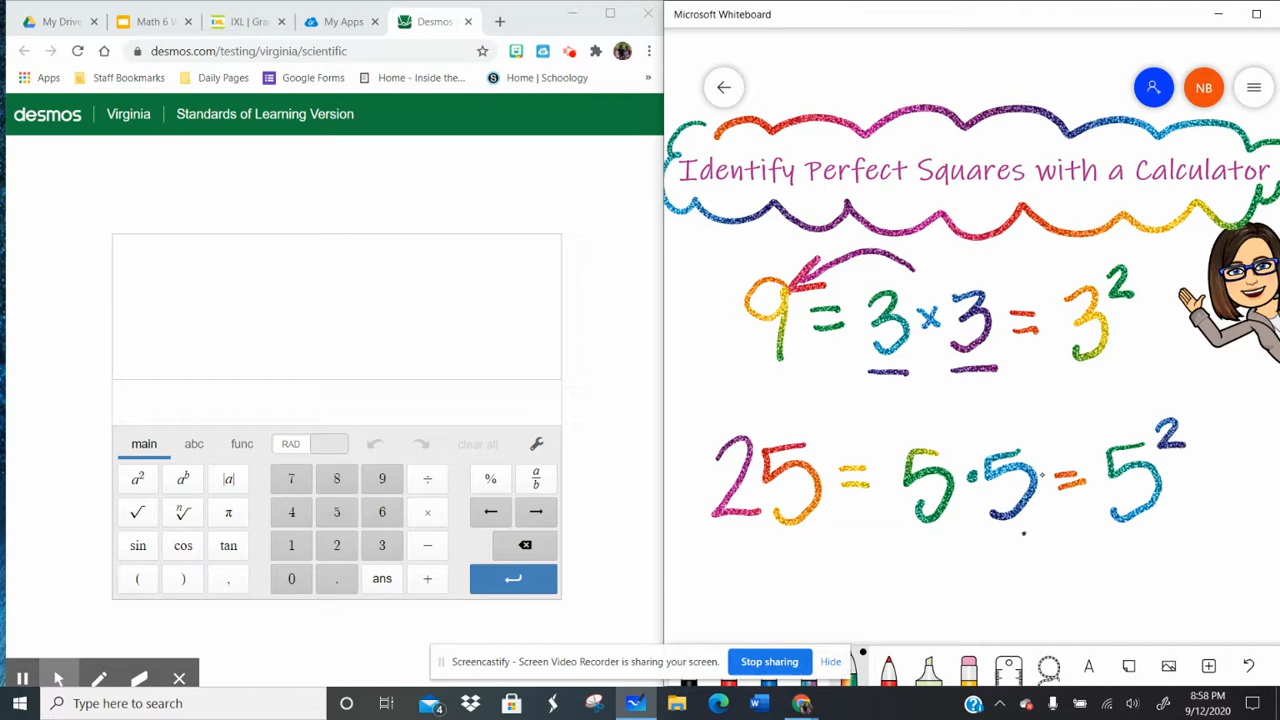 My Drive
Math 6 W
IXL | Gra
My Apps
Desmos
Microsoft Whiteboard
desmos.com/testing/virginia/scientific
Apps
Staff Bookmarks
Daily Pages
Google Forms
Home - Inside the...
Home | Schoology
»
desmos
Virginia
Standards of Learning Version
NB
Identify Perfect Squares with a Calculator
9 = 3 × 3 = 3²
25 = 5 · 5 = 5²
main abc func RAD clear all
a² aᵇ |a| 7 8 9 ÷ % a/b
√ ⁿ√ π 4 5 6 × ← →
sin cos tan 1 2 3 −
( ) , 0 . ans +
Screencastify - Screen Video Recorder is sharing your screen.
Stop sharing
Hide
A
Type here to search
4
8:58 PM
9/12/2020